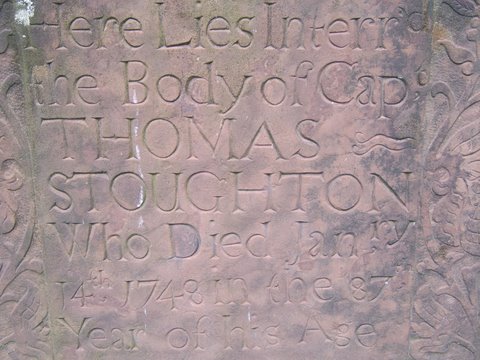 Here Lies Interr'd
the Body of Capt
THOMAS
STOUGHTON
Who Died Janry
14th 1748 in the 87
Year of his Age